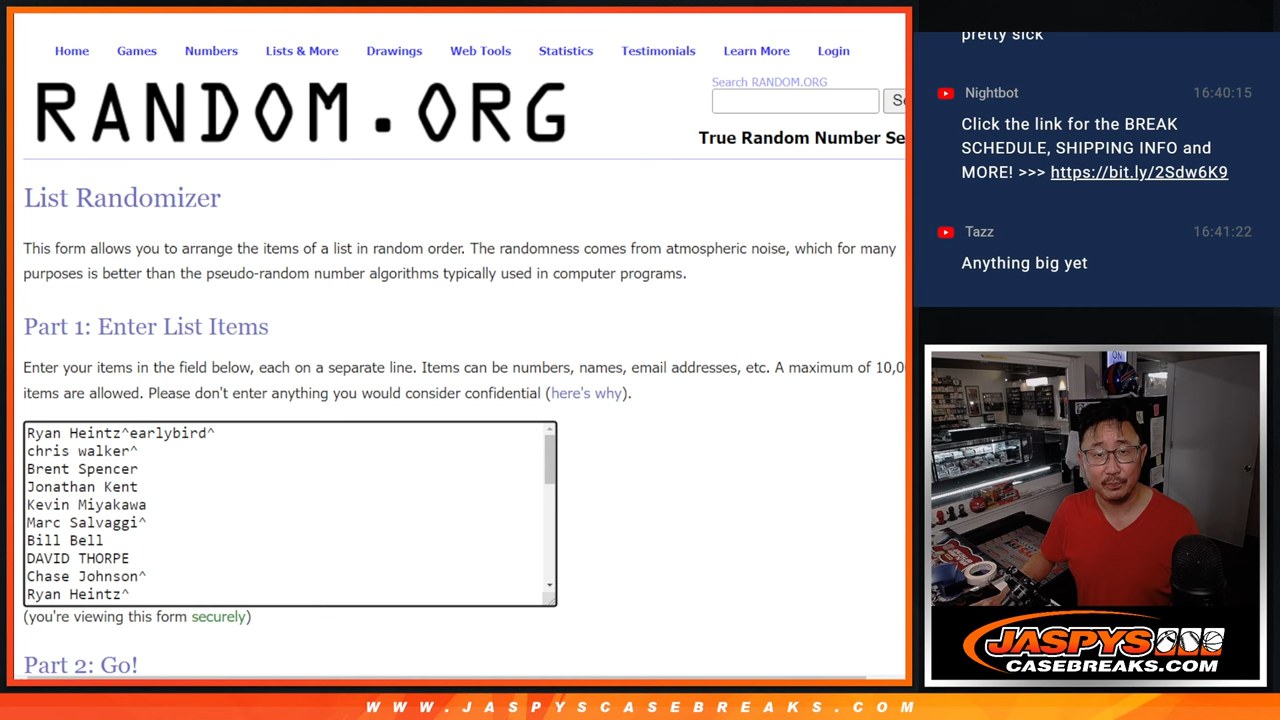 Home Games Numbers Lists & More Drawings Web Tools Statistics Testimonials Learn More Login
RANDOM.ORG
Search RANDOM.ORG
True Random Number Se
List Randomizer
This form allows you to arrange the items of a list in random order. The randomness comes from atmospheric noise, which for many
purposes is better than the pseudo-random number algorithms typically used in computer programs.
Part 1: Enter List Items
Enter your items in the field below, each on a separate line. Items can be numbers, names, email addresses, etc. A maximum of 10,0
items are allowed. Please don't enter anything you would consider confidential (here's why).
Ryan Heintz^earlybird^
chris walker^
Brent Spencer
Jonathan Kent
Kevin Miyakawa
Marc Salvaggi^
Bill Bell
DAVID THORPE
Chase Johnson^
Ryan Heintz^
(you're viewing this form securely)
Part 2: Go!
pretty sick
Nightbot 16:40:15
Click the link for the BREAK
SCHEDULE, SHIPPING INFO and
MORE! >>> https://bit.ly/2Sdw6K9
Tazz 16:41:22
Anything big yet
ON
JASPYS
CASEBREAKS.COM
WWW.JASPYSCASEBREAKS.COM